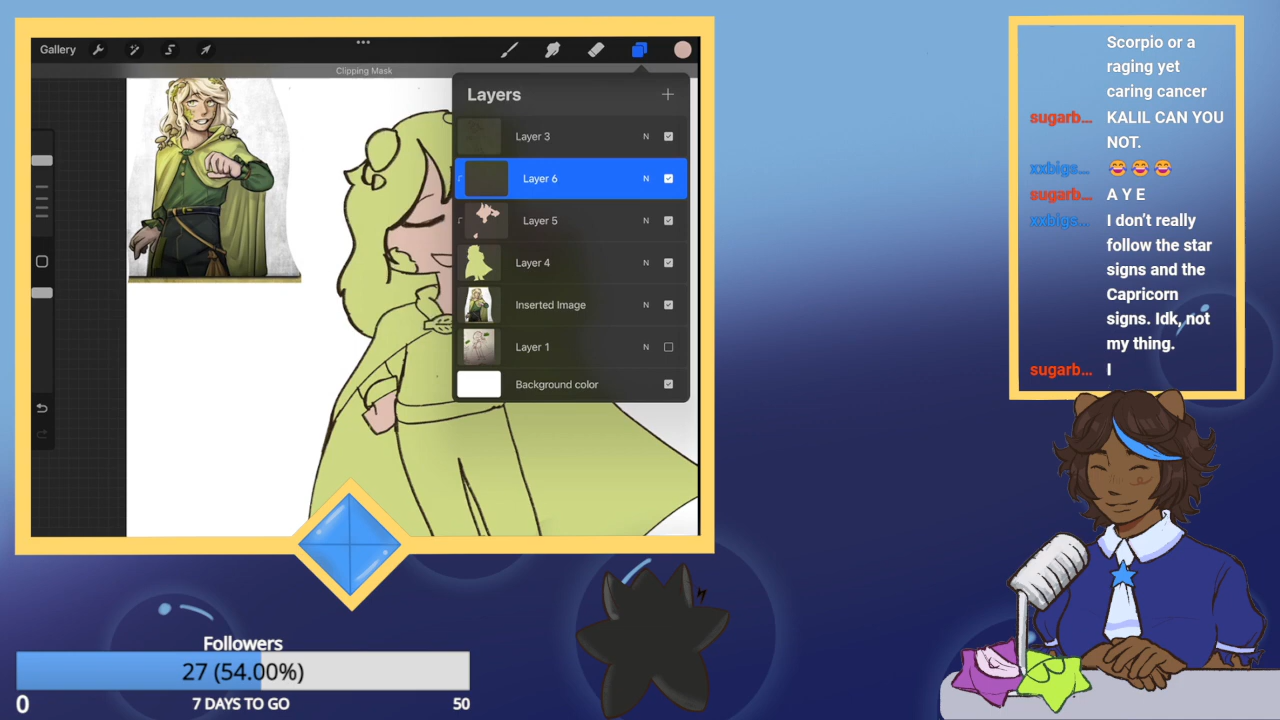 Gallery
Clipping Mask
Layers
Layer 3 N
Layer 6 N
Layer 5 N
Layer 4 N
Inserted Image N
Layer 1 N
Background color
Scorpio or a
raging yet
caring cancer
sugarb... KALIL CAN YOU
NOT.
xxbigs... 😂 😂 😂
sugarb... A Y E
xxbigs... I don't really
follow the star
signs and the
Capricorn
signs. Idk, not
my thing.
sugarb... I
Followers
27 (54.00%)
0 7 DAYS TO GO 50